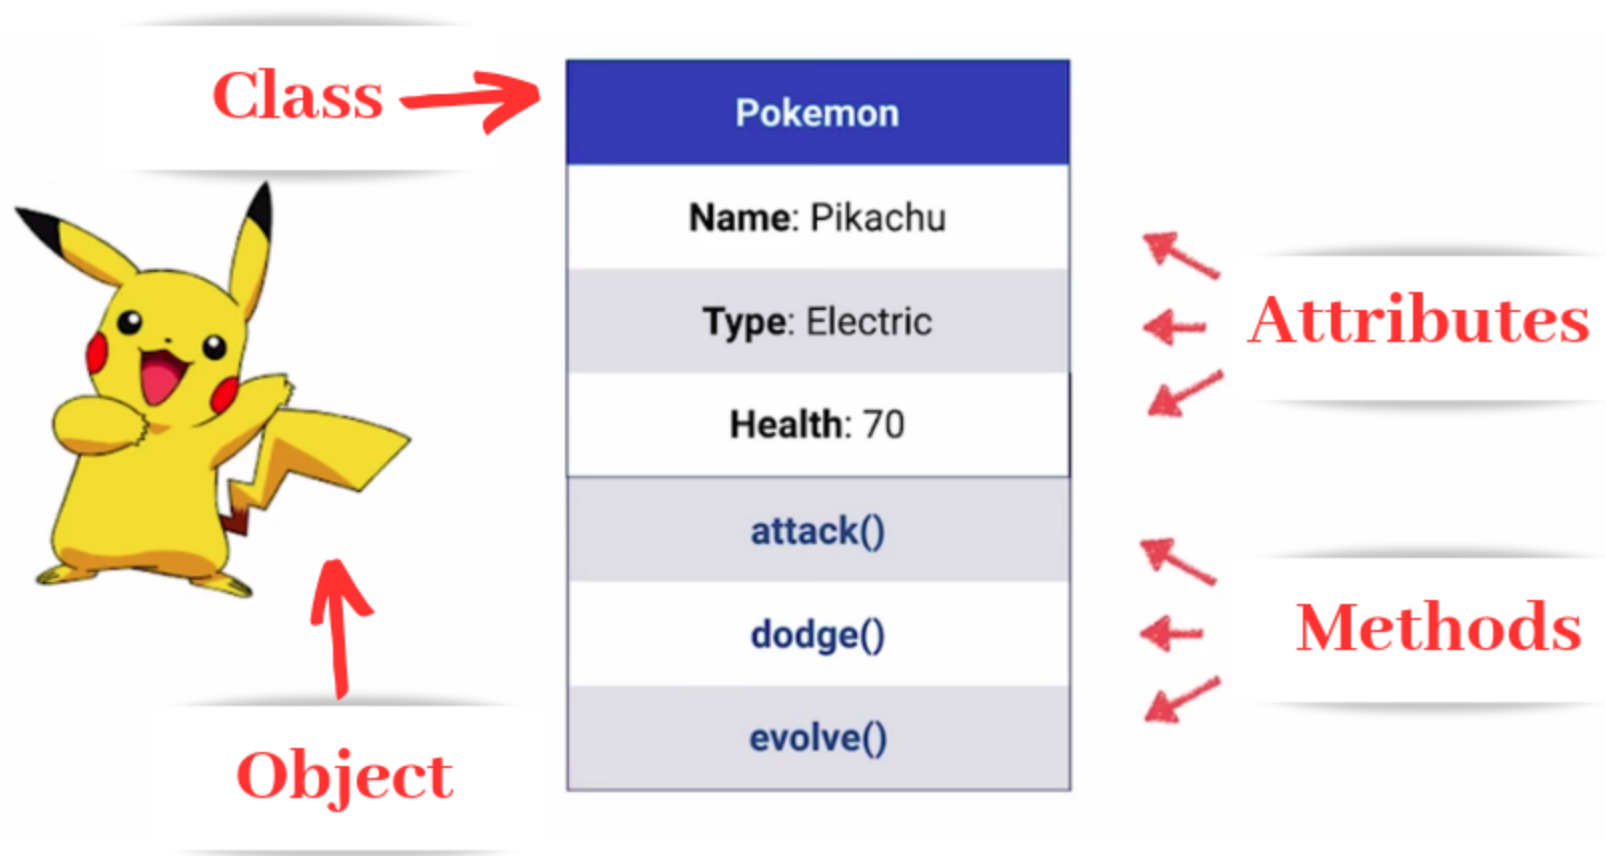 Class
Pokemon
Name: Pikachu
Type: Electric
Health: 70
Attributes
attack()
dodge()
evolve()
Methods
Object